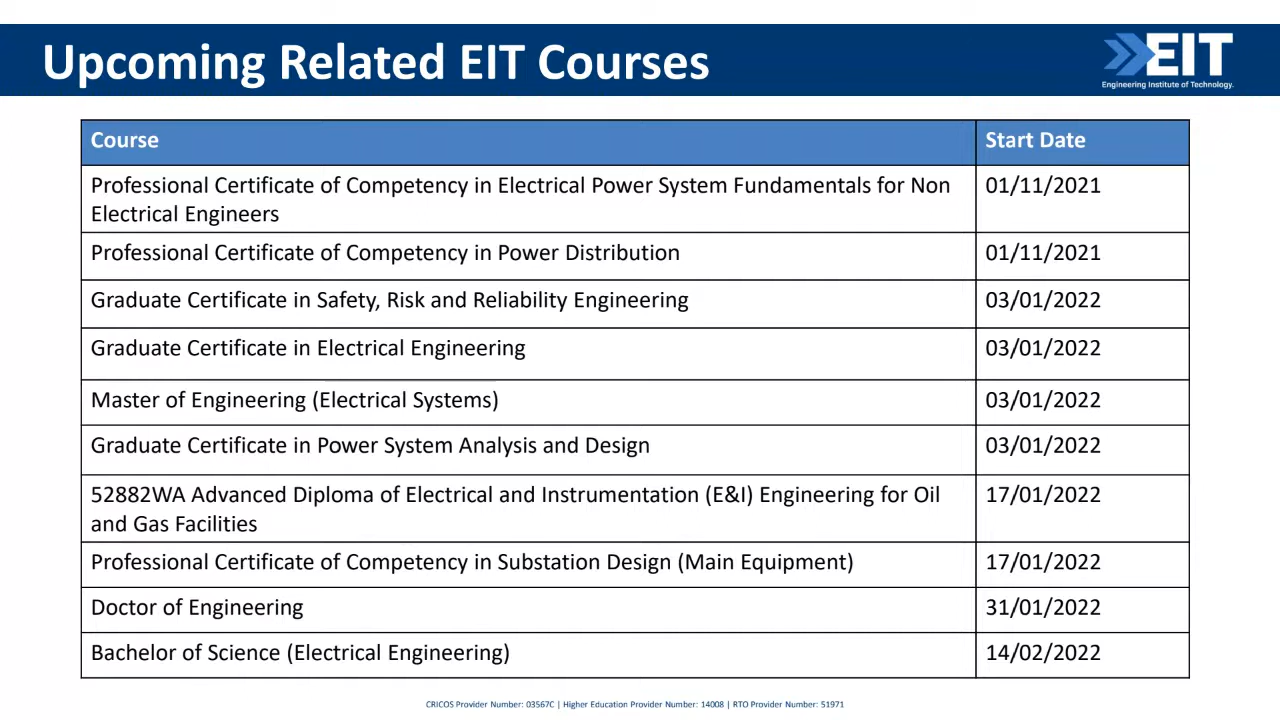 Upcoming Related EIT Courses
EIT
Engineering Institute of Technology.
Course
Start Date
Professional Certificate of Competency in Electrical Power System Fundamentals for Non
Electrical Engineers
01/11/2021
Professional Certificate of Competency in Power Distribution
01/11/2021
Graduate Certificate in Safety, Risk and Reliability Engineering
03/01/2022
Graduate Certificate in Electrical Engineering
03/01/2022
Master of Engineering (Electrical Systems)
03/01/2022
Graduate Certificate in Power System Analysis and Design
03/01/2022
52882WA Advanced Diploma of Electrical and Instrumentation (E&I) Engineering for Oil
and Gas Facilities
17/01/2022
Professional Certificate of Competency in Substation Design (Main Equipment)
17/01/2022
Doctor of Engineering
31/01/2022
Bachelor of Science (Electrical Engineering)
14/02/2022
CRICOS Provider Number: 03567C | Higher Education Provider Number: 14008 | RTO Provider Number: 51971